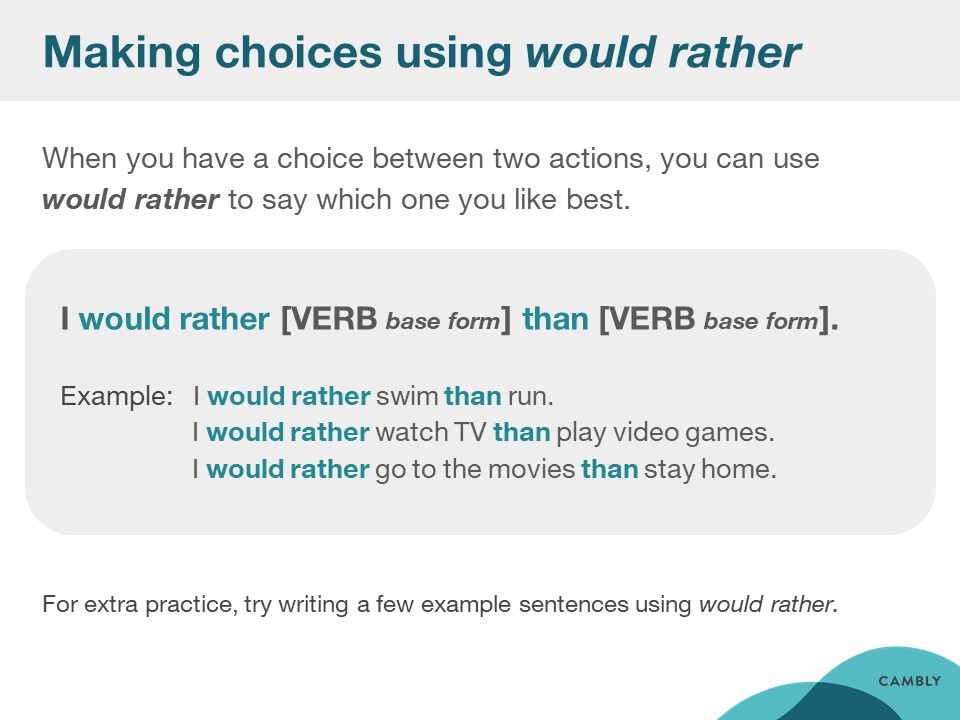 Making choices using would rather
When you have a choice between two actions, you can use
would rather to say which one you like best.
I would rather [VERB base form] than [VERB base form].
Example: I would rather swim than run.
I would rather watch TV than play video games.
I would rather go to the movies than stay home.
For extra practice, try writing a few example sentences using would rather.
CAMBLY